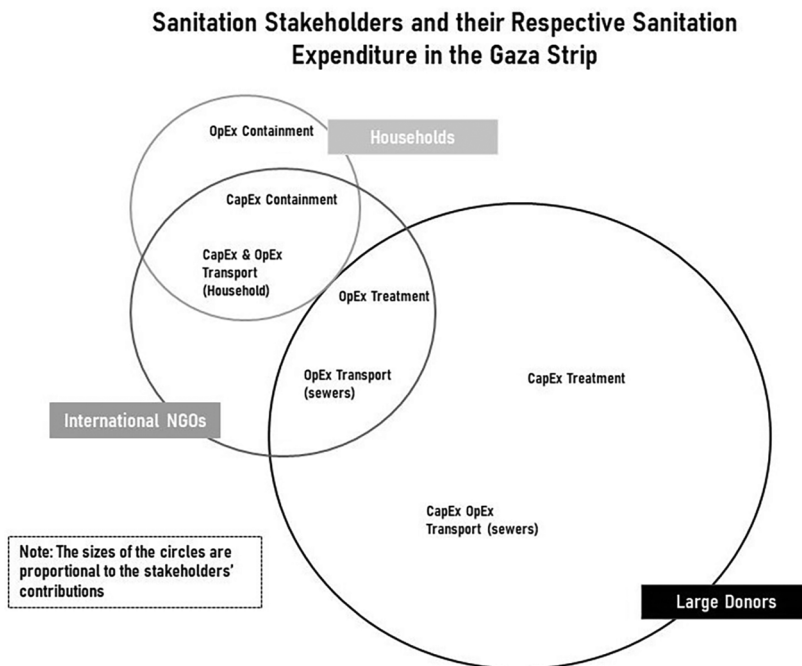 Sanitation Stakeholders and their Respective Sanitation
Expenditure in the Gaza Strip
OpEx Containment
Households
CapEx Containment
CapEx & OpEx
Transport
(Household)
OpEx Treatment
OpEx Transport
(sewers)
CapEx Treatment
International NGOs
CapEx OpEx
Transport (sewers)
Note: The sizes of the circles are
proportional to the stakeholders'
contributions
Large Donors